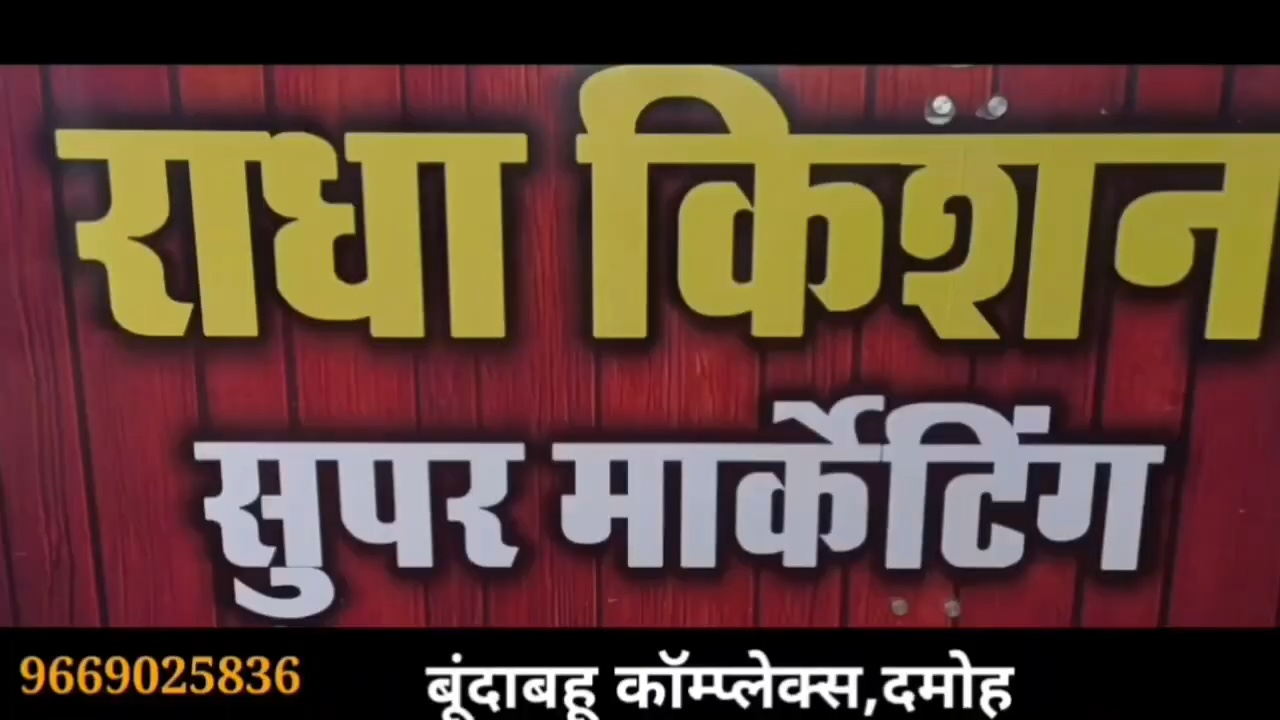 राधा किशन
सुपर मार्केटिंग
9669025836 बूंदाबहू कॉम्प्लेक्स,दमोह